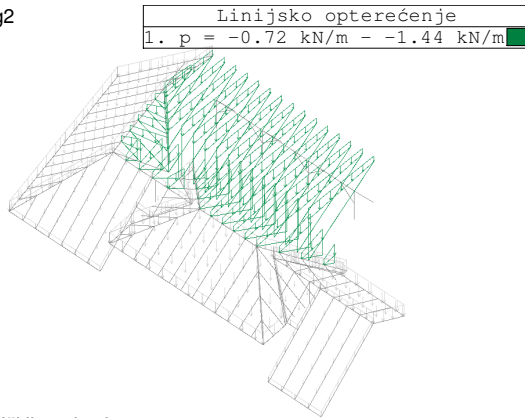 g2
Linijsko opterećenje
1. p = -0.72 kN/m - -1.44 kN/m